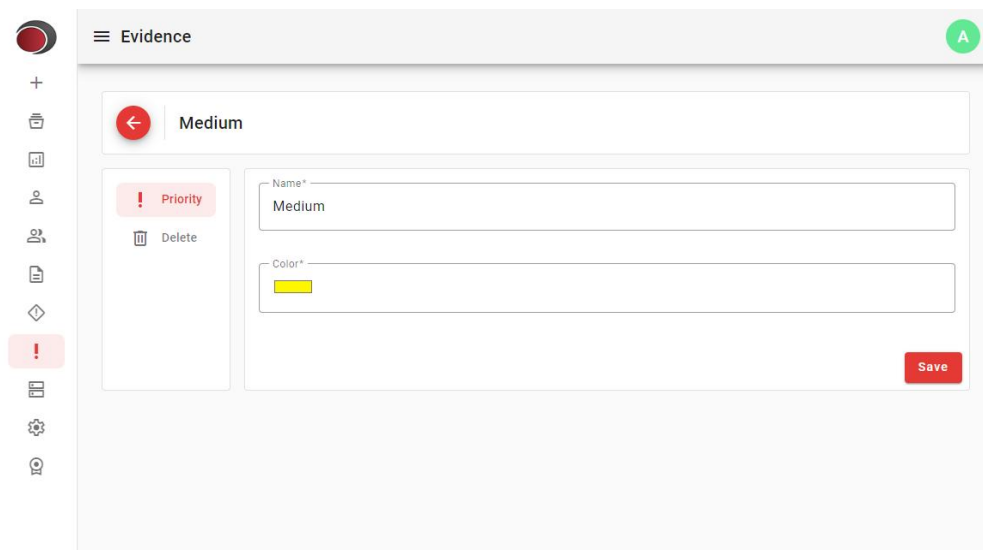 Evidence
A
Medium
Priority
Delete
Name*
Medium
Color*
Save